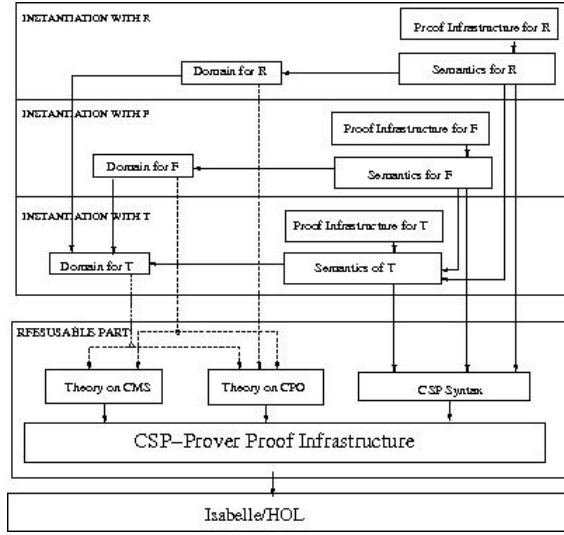 INSTANTIATION WITH R
Proof Infrastructure for R
Domain for R
Semantics for R
INSTANTIATION WITH F
Proof Infrastructure for F
Domain for F
Semantics for F
INSTANTIATION WITH T
Proof Infrastructure for T
Domain for T
Semantics of T
RFESUSABLE PART
Theory on CMS
Theory on CPO
CSP Syntax
CSP–Prover Proof Infrastructure
Isabelle/HOL